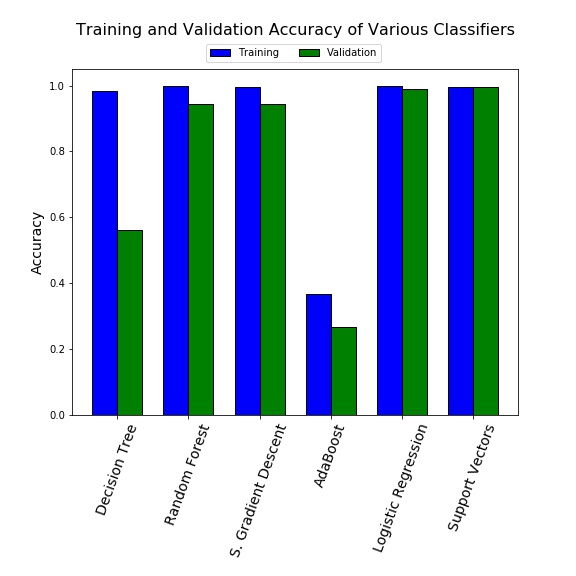 Training and Validation Accuracy of Various Classifiers
Training Validation
1.0
0.8
0.6
0.4
0.2
0.0
Accuracy
Decision Tree
Random Forest
S. Gradient Descent
AdaBoost
Logistic Regression
Support Vectors